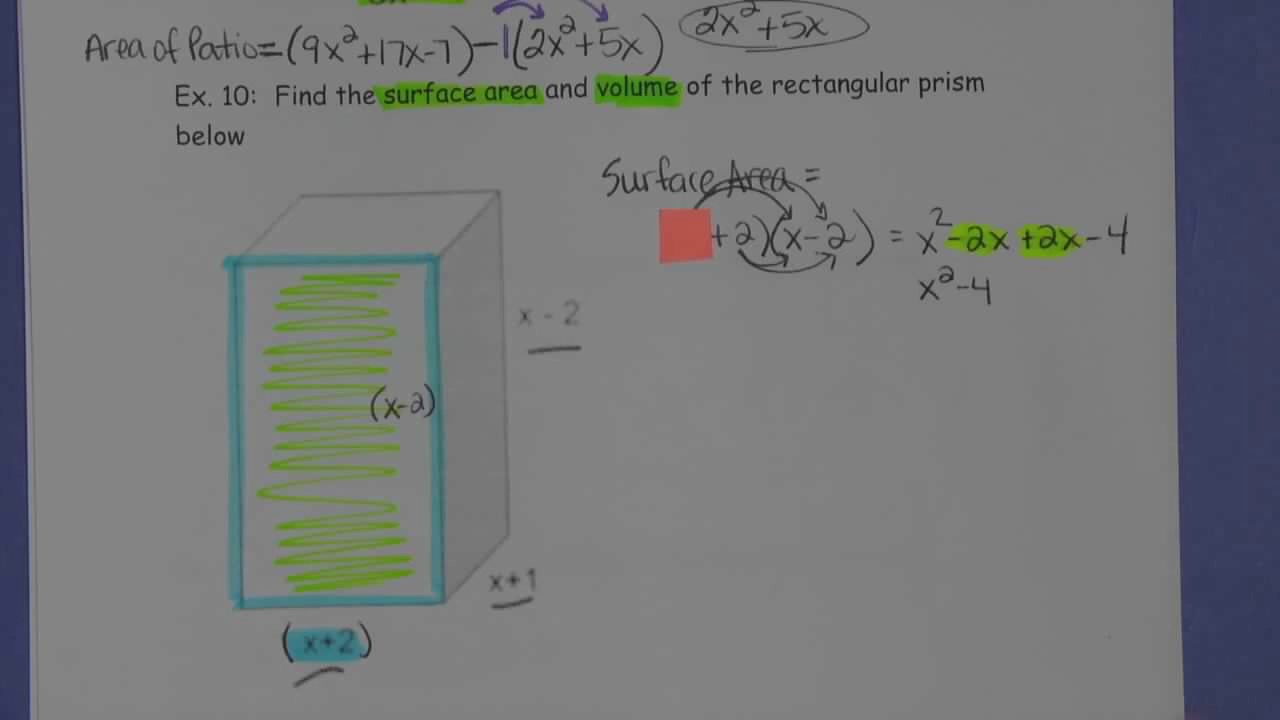 Area of Patio=(9x²+17x-7)-1(2x²+5x) 2x²+5x
Ex. 10: Find the surface area and volume of the rectangular prism
below
Surface Area =
+2)(x-2) = x²-2x+2x-4
x²-4
x - 2
(x-2)
x+1
(x+2)